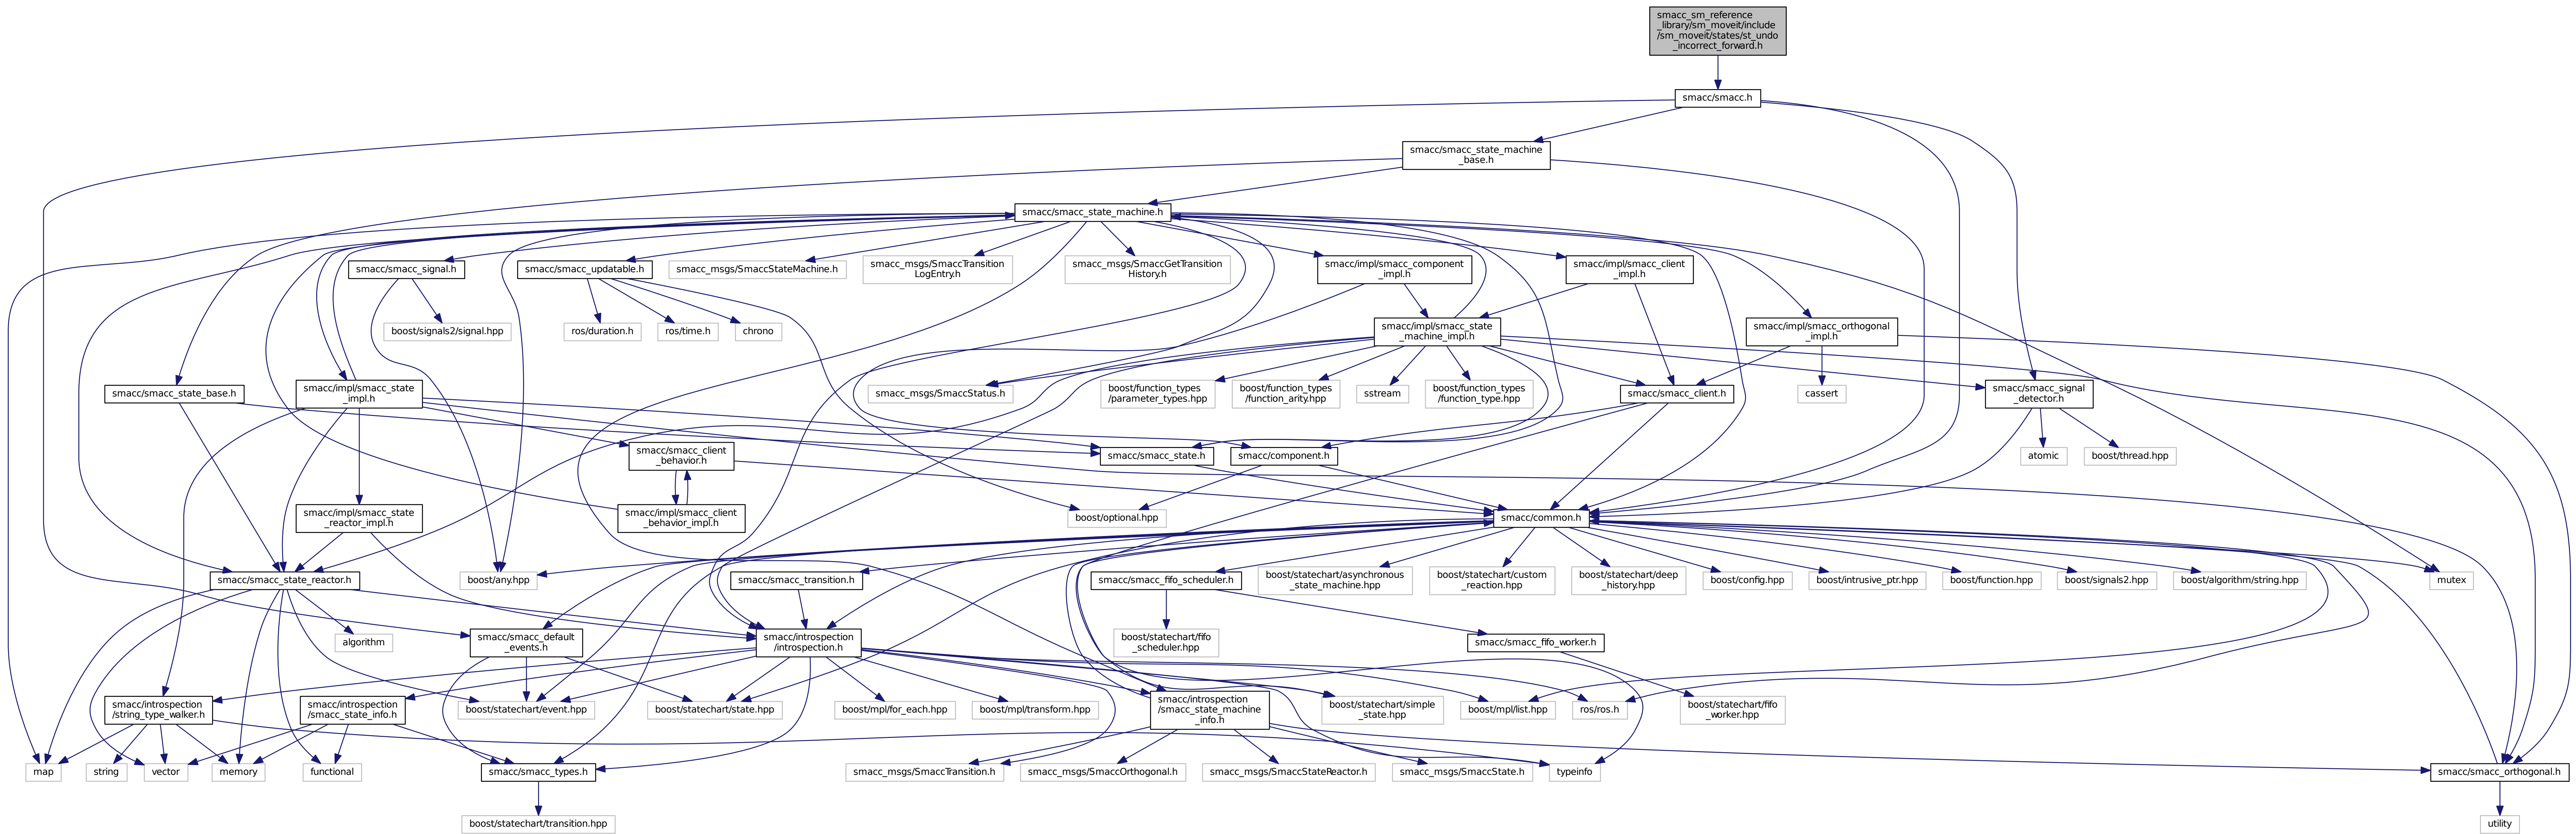 smacc_sm_reference
_library/sm_moveit/include
/sm_moveit/states/st_undo
_incorrect_forward.h
smacc/smacc.h
smacc/smacc_state_machine
_base.h
smacc/smacc_state_machine.h
smacc/smacc_signal.h
smacc/smacc_updatable.h
smacc_msgs/SmaccStateMachine.h
smacc_msgs/SmaccTransition
LogEntry.h
smacc_msgs/SmaccGetTransition
History.h
smacc/impl/smacc_component
_impl.h
smacc/impl/smacc_client
_impl.h
boost/signals2/signal.hpp
ros/duration.h
ros/time.h
chrono
smacc/impl/smacc_state
_machine_impl.h
smacc/impl/smacc_orthogonal
_impl.h
smacc/smacc_state_base.h
smacc/impl/smacc_state
_impl.h
smacc_msgs/SmaccStatus.h
boost/function_types
/parameter_types.hpp
boost/function_types
/function_arity.hpp
sstream
boost/function_types
/function_type.hpp
smacc/smacc_client.h
cassert
smacc/smacc_signal
_detector.h
smacc/smacc_client
_behavior.h
smacc/smacc_state.h
smacc/component.h
atomic
boost/thread.hpp
smacc/impl/smacc_state
_reactor_impl.h
smacc/impl/smacc_client
_behavior_impl.h
boost/optional.hpp
smacc/common.h
smacc/smacc_state_reactor.h
boost/any.hpp
smacc/smacc_transition.h
smacc/smacc_fifo_scheduler.h
boost/statechart/asynchronous
_state_machine.hpp
boost/statechart/custom
_reaction.hpp
boost/statechart/deep
_history.hpp
boost/config.hpp
boost/intrusive_ptr.hpp
boost/function.hpp
boost/signals2.hpp
boost/algorithm/string.hpp
mutex
algorithm
smacc/smacc_default
_events.h
smacc/introspection
/introspection.h
boost/statechart/fifo
_scheduler.hpp
smacc/smacc_fifo_worker.h
smacc/introspection
/string_type_walker.h
smacc/introspection
/smacc_state_info.h
boost/statechart/event.hpp
boost/statechart/state.hpp
boost/mpl/for_each.hpp
boost/mpl/transform.hpp
smacc/introspection
/smacc_state_machine
_info.h
boost/statechart/simple
_state.hpp
boost/mpl/list.hpp
ros/ros.h
boost/statechart/fifo
_worker.hpp
map
string
vector
memory
functional
smacc/smacc_types.h
smacc_msgs/SmaccTransition.h
smacc_msgs/SmaccOrthogonal.h
smacc_msgs/SmaccStateReactor.h
smacc_msgs/SmaccState.h
typeinfo
smacc/smacc_orthogonal.h
boost/statechart/transition.hpp
utility